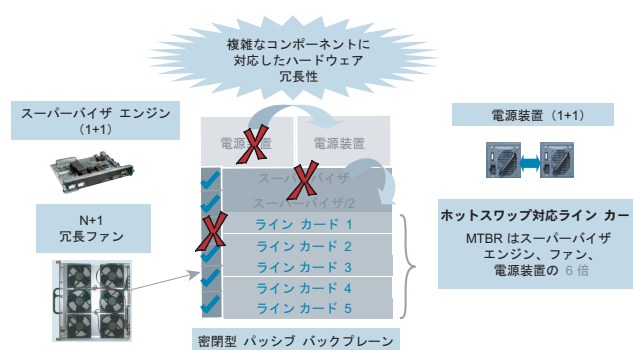 複雑なコンポーネントに
対応したハードウェア
冗長性
スーパーバイザ エンジン
（1+1）
電源装置
電源装置
電源装置（1+1）
スーパーバイザ
スーパーバイザ/2
N+1
冗長ファン
ライン カード 1
ライン カード 2
ライン カード 3
ライン カード 4
ライン カード 5
ホットスワップ対応ライン カー
MTBR はスーパーバイザ
エンジン、ファン、
電源装置の 6 倍
密閉型 パッシブ バックプレーン